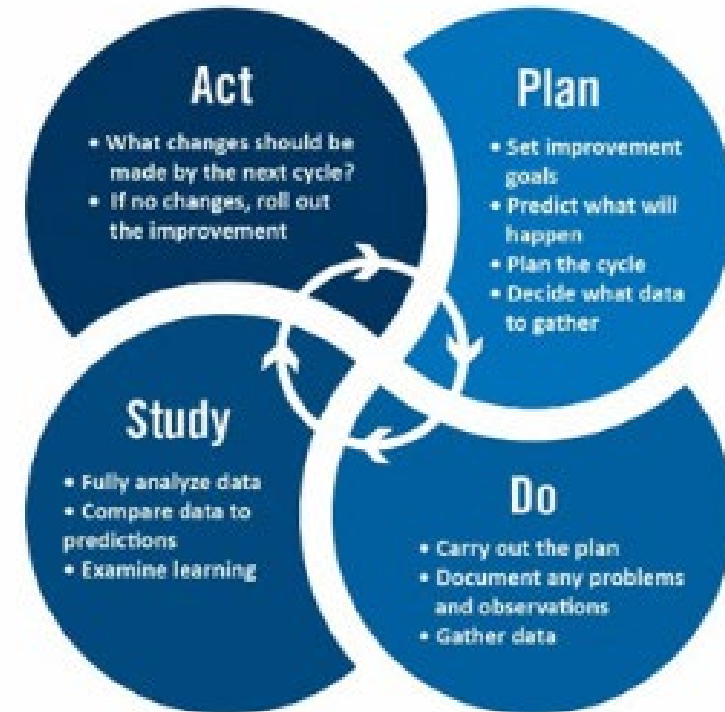 Act
• What changes should be
made by the next cycle?
• If no changes, roll out
the improvement
Plan
• Set improvement
goals
• Predict what will
happen
• Plan the cycle
• Decide what data
to gather
Study
• Fully analyze data
• Compare data to
predictions
• Examine learning
Do
• Carry out the plan
• Document any problems
and observations
• Gather data